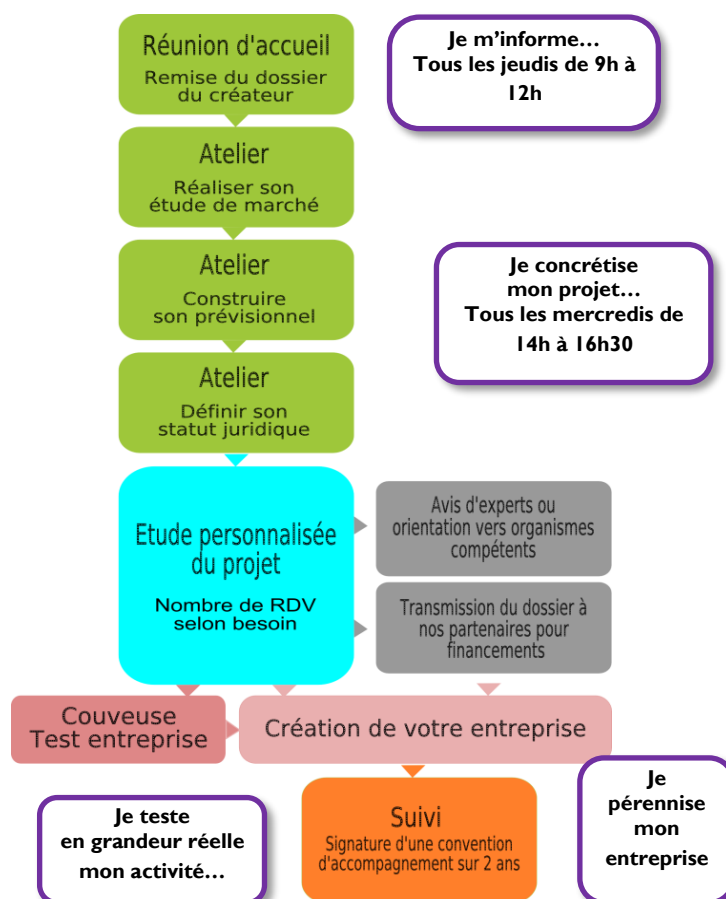 Réunion d'accueil
Remise du dossier
du créateur
Je m’informe…
Tous les jeudis de 9h à
12h
Atelier
Réaliser son
étude de marché
Atelier
Construire
son prévisionnel
Je concrétise
mon projet…
Tous les mercredis de
14h à 16h30
Atelier
Définir son
statut juridique
Etude personnalisée
du projet
Nombre de RDV
selon besoin
Avis d'experts ou
orientation vers organismes
compétents
Transmission du dossier à
nos partenaires pour
financements
Couveuse
Test entreprise
Création de votre entreprise
Je teste
en grandeur réelle
mon activité…
Suivi
Signature d'une convention
d'accompagnement sur 2 ans
Je
pérennise
mon
entreprise